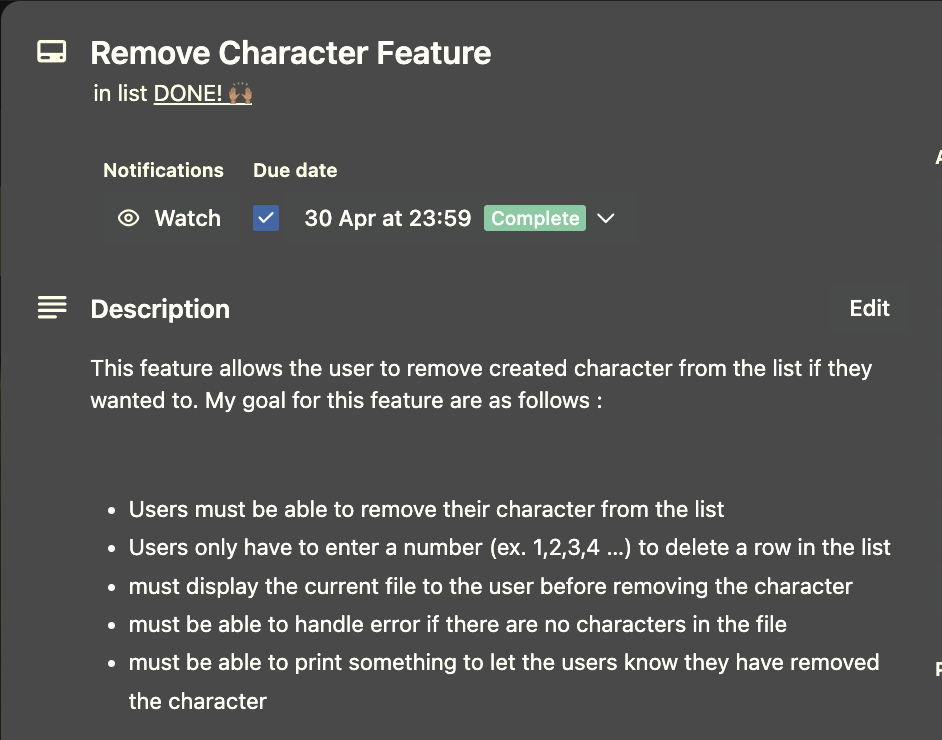 Remove Character Feature
in list DONE! 🙌🏽
Notifications Due date
Watch 30 Apr at 23:59 Complete
Description Edit
This feature allows the user to remove created character from the list if they
wanted to. My goal for this feature are as follows :
• Users must be able to remove their character from the list
• Users only have to enter a number (ex. 1,2,3,4 ...) to delete a row in the list
• must display the current file to the user before removing the character
• must be able to handle error if there are no characters in the file
• must be able to print something to let the users know they have removed
the character